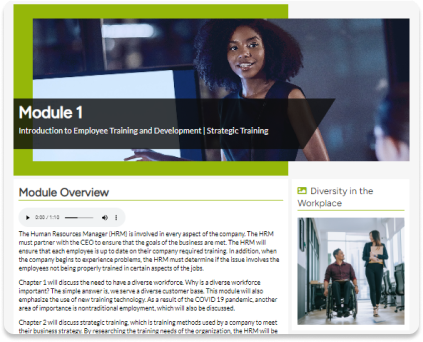 Module 1
Introduction to Employee Training and Development | Strategic Training
Module Overview
0:00 / 1:10
The Human Resources Manager (HRM) is involved in every aspect of the company. The HRM
must partner with the CEO to ensure that the goals of the business are met. The HRM will
ensure that each employee is up to date on their company required training. In addition, when
the company begins to experience problems, the HRM must determine if the issue involves the
employees not being properly trained in certain aspects of the jobs.
Chapter 1 will discuss the need to have a diverse workforce. Why is a diverse workforce
important? The simple answer is, we serve a diverse customer base. This module will also
emphasize the use of new training technology. As a result of the COVID 19 pandemic, another
area of importance is nontraditional employment, which will also be discussed.
Chapter 2 will discuss strategic training, which is training methods used by a company to meet
their business strategy. By researching the training needs of the organization, the HRM will be
Diversity in the
Workplace